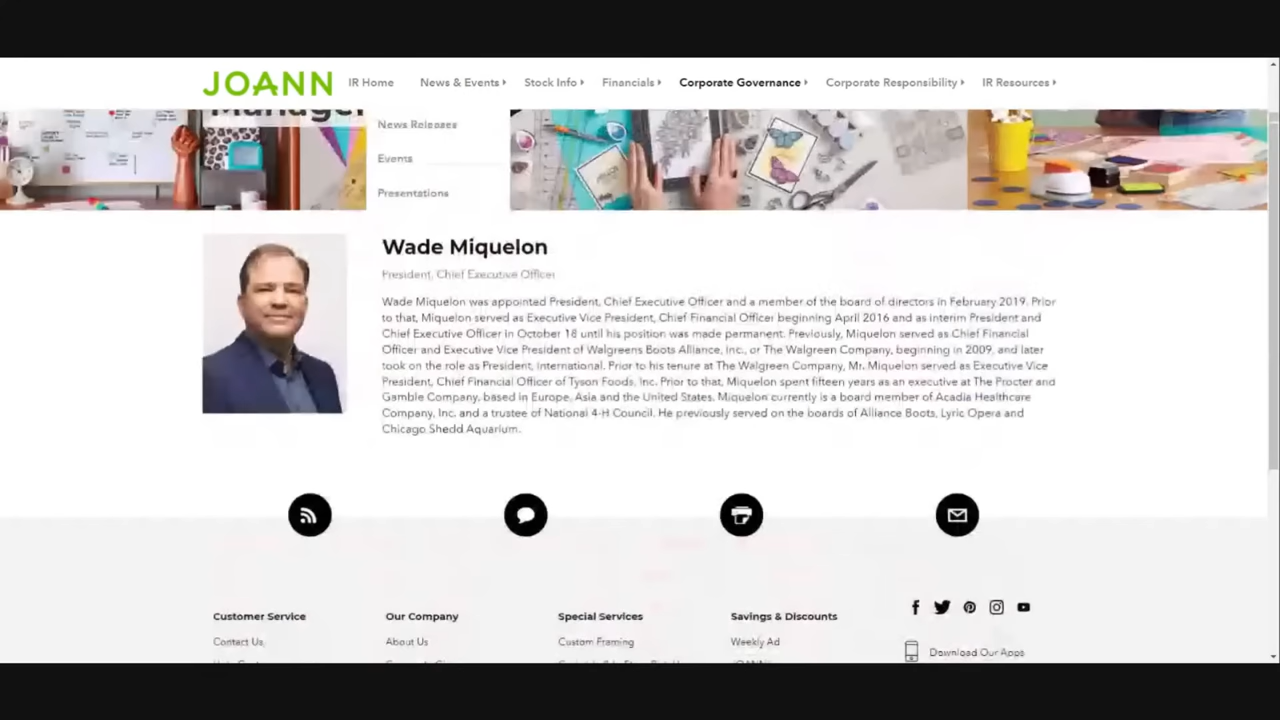 JOANN IR Home News & Events Stock Info Financials Corporate Governance Corporate Responsibility IR Resources
Manager
News Releases
Events
Presentations
Wade Miquelon
President, Chief Executive Officer
Wade Miquelon was appointed President, Chief Executive Officer and a member of the board of directors in February 2019. Prior
to that, Miquelon served as Executive Vice President, Chief Financial Officer beginning April 2016 and as interim President and
Chief Executive Officer in October 18 until his position was made permanent. Previously, Miquelon served as Chief Financial
Officer and Executive Vice President of Walgreens Boots Alliance, Inc., or The Walgreen Company, beginning in 2009, and later
took on the role as President, International. Prior to his tenure at The Walgreen Company, Mr. Miquelon served as Executive Vice
President, Chief Financial Officer of Tyson Foods, Inc. Prior to that, Miquelon spent fifteen years as an executive at The Procter and
Gamble Company, based in Europe, Asia and the United States. Miquelon currently is a board member of Acadia Healthcare
Company, Inc. and a trustee of National 4-H Council. He previously served on the boards of Alliance Boots, Lyric Opera and
Chicago Shedd Aquarium.
Customer Service Our Company Special Services Savings & Discounts
Contact Us About Us Custom Framing Weekly Ad
Download Our Apps